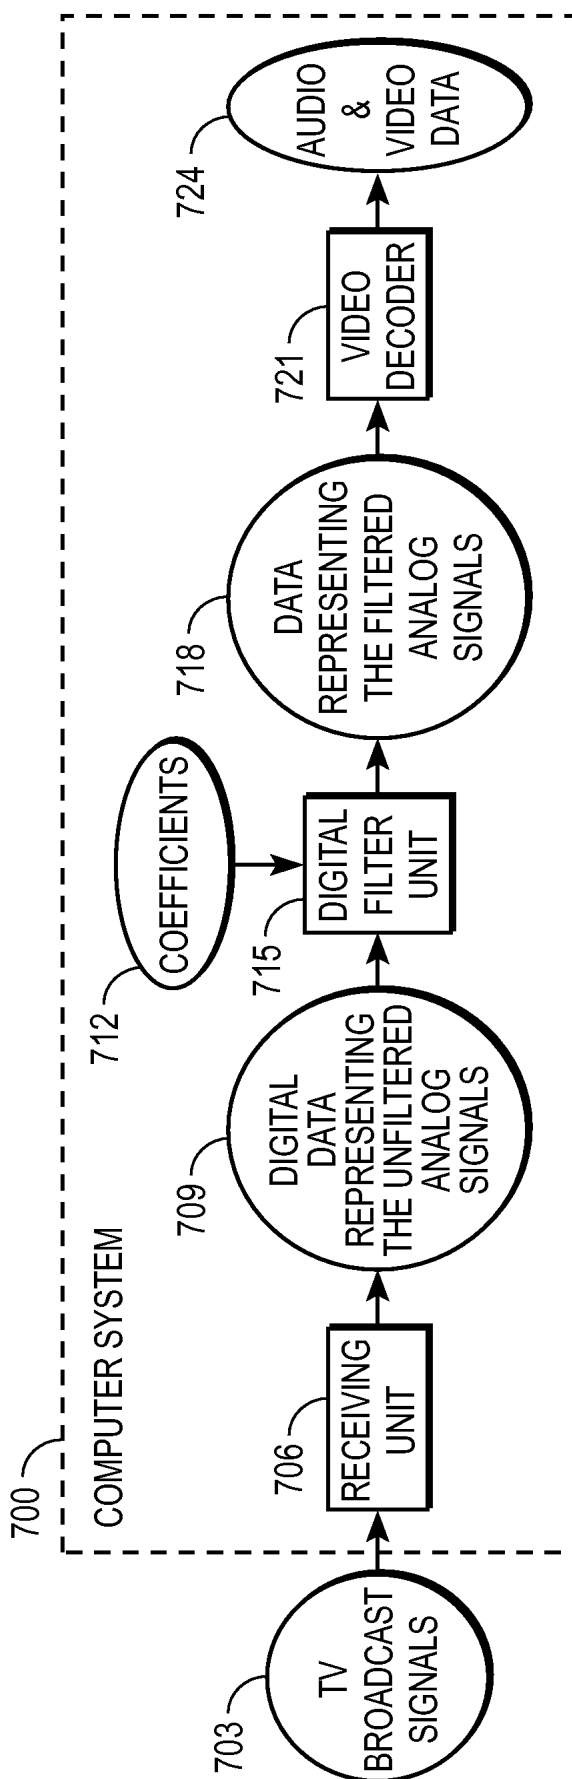 700
COMPUTER SYSTEM
703
TV
BROADCAST
SIGNALS
706
RECEIVING
UNIT
709
DIGITAL
DATA
REPRESENTING
THE UNFILTERED
ANALOG
SIGNALS
712
COEFFICIENTS
715
DIGITAL
FILTER
UNIT
718
DATA
REPRESENTING
THE FILTERED
ANALOG
SIGNALS
721
VIDEO
DECODER
724
AUDIO
&
VIDEO
DATA